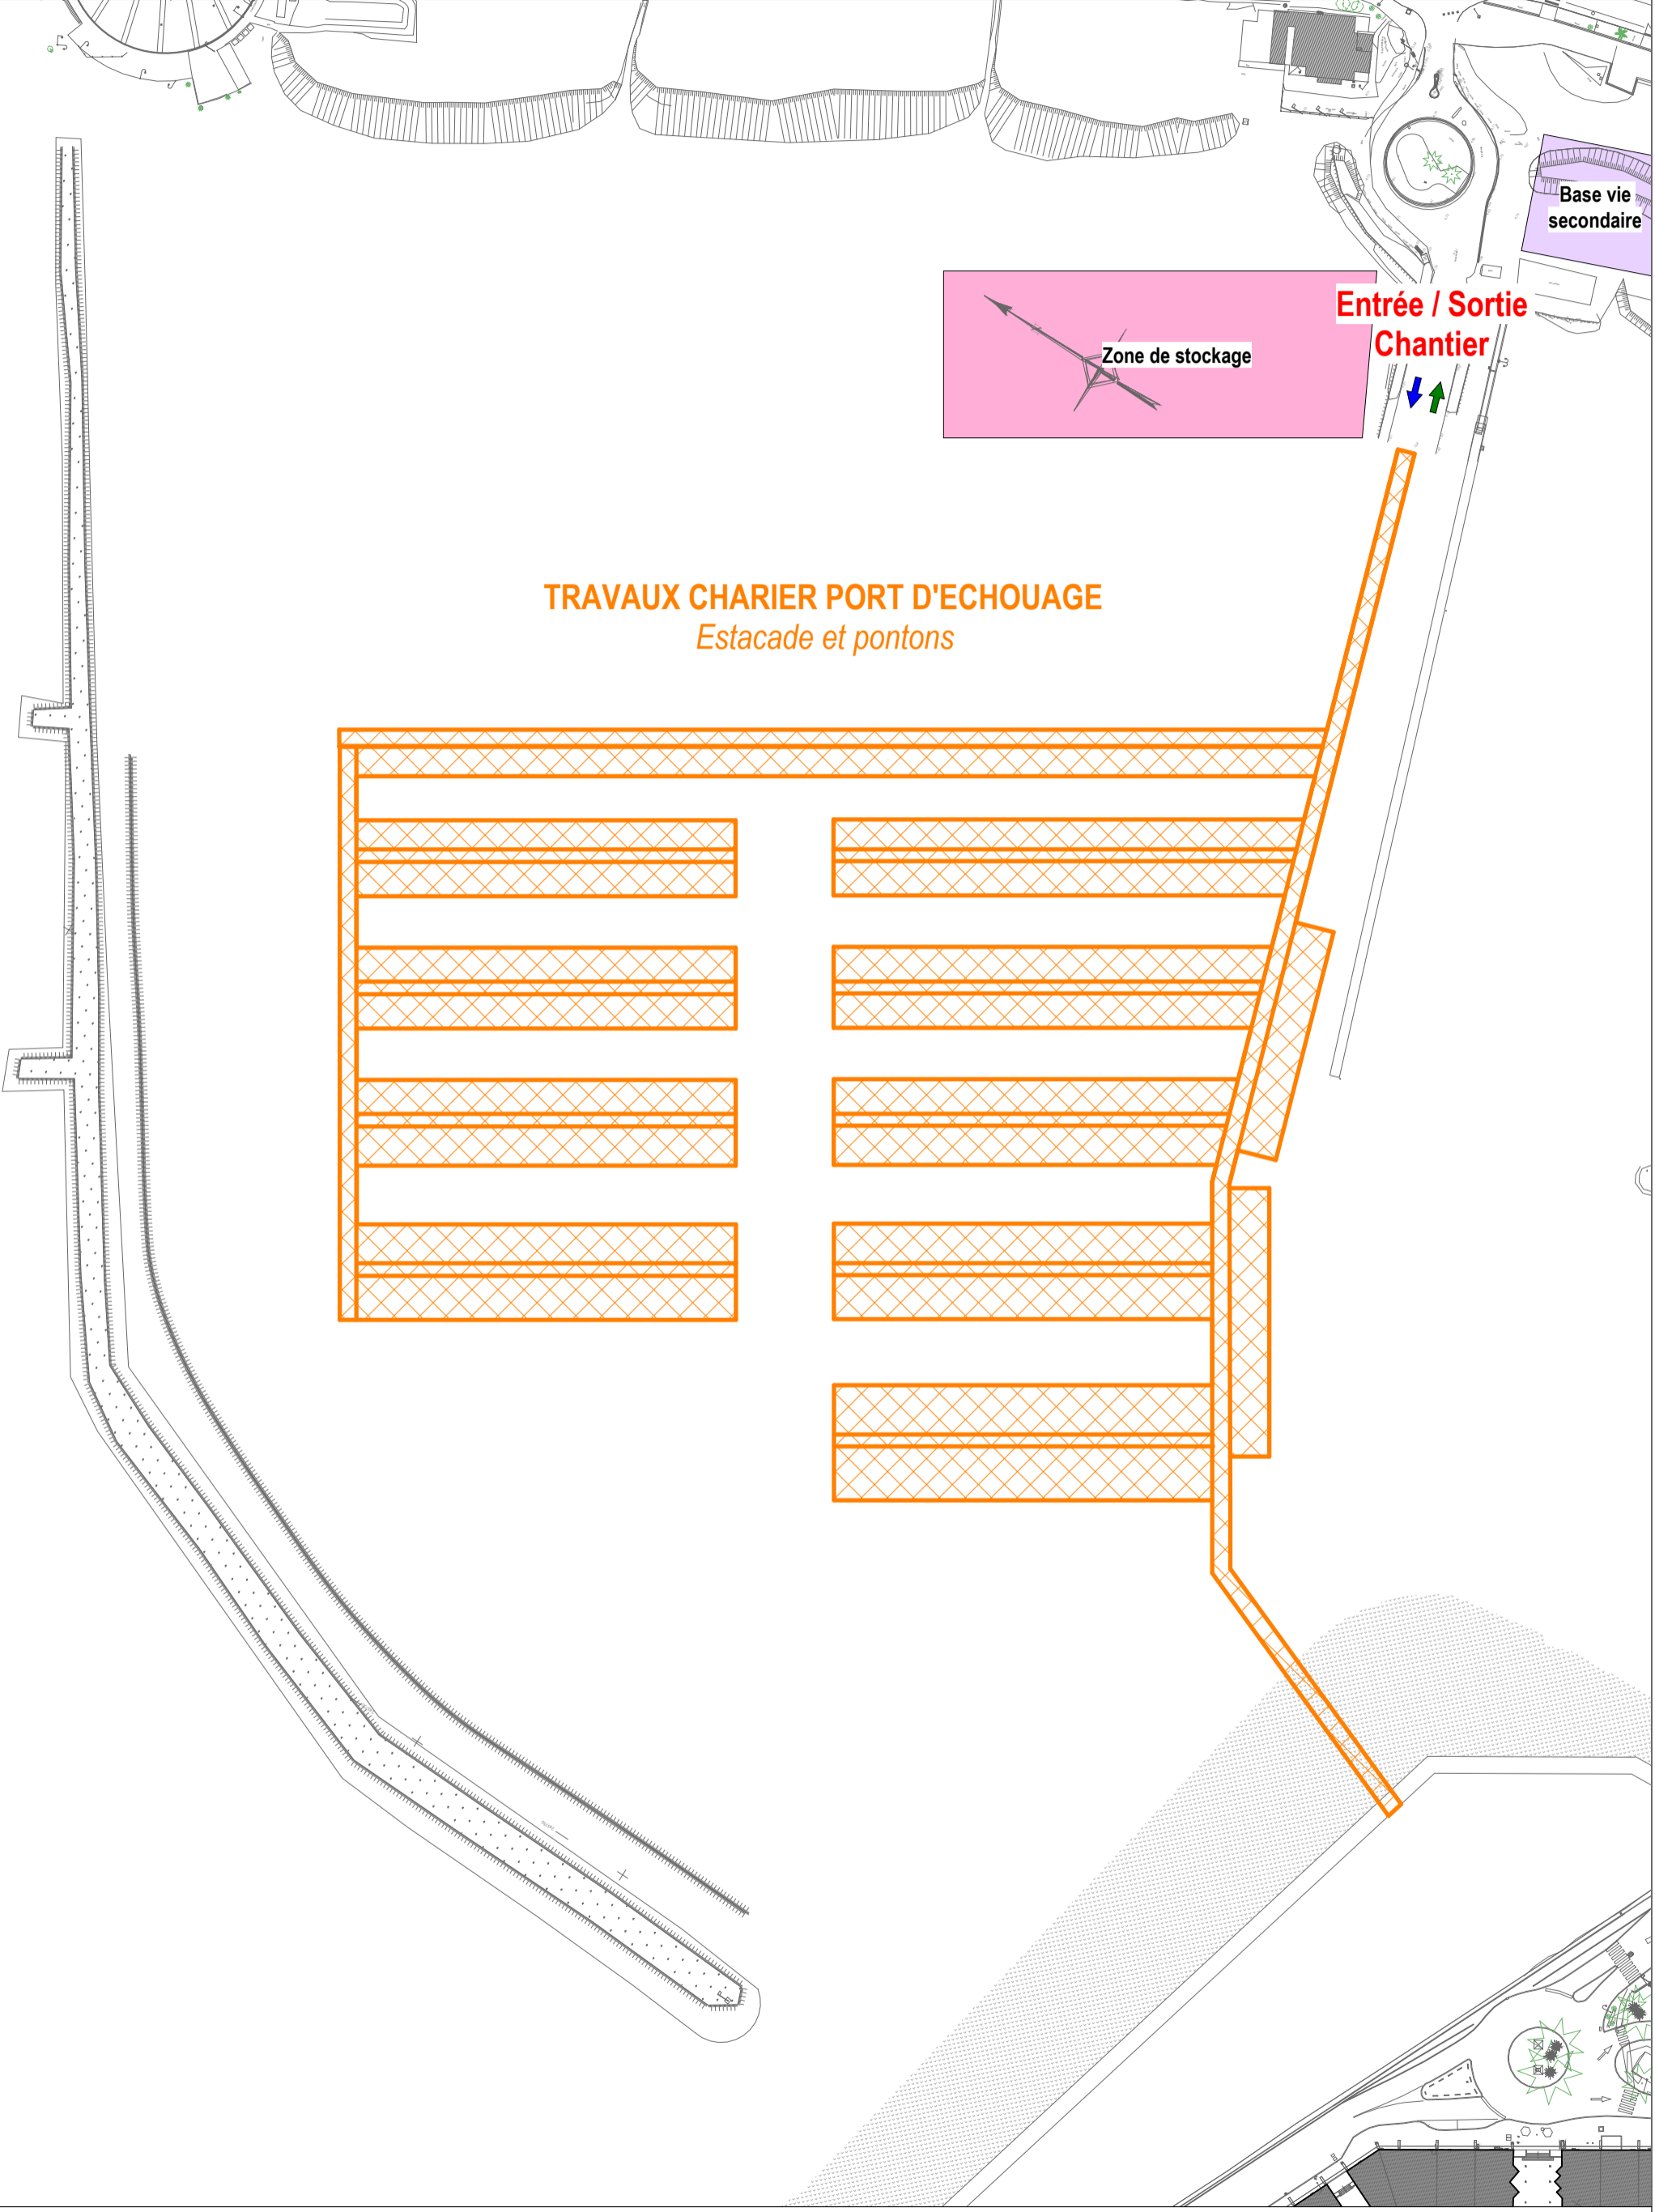 Base vie
secondaire
Entrée / Sortie
Chantier
Zone de stockage
TRAVAUX CHARIER PORT D'ECHOUAGE
Estacade et pontons